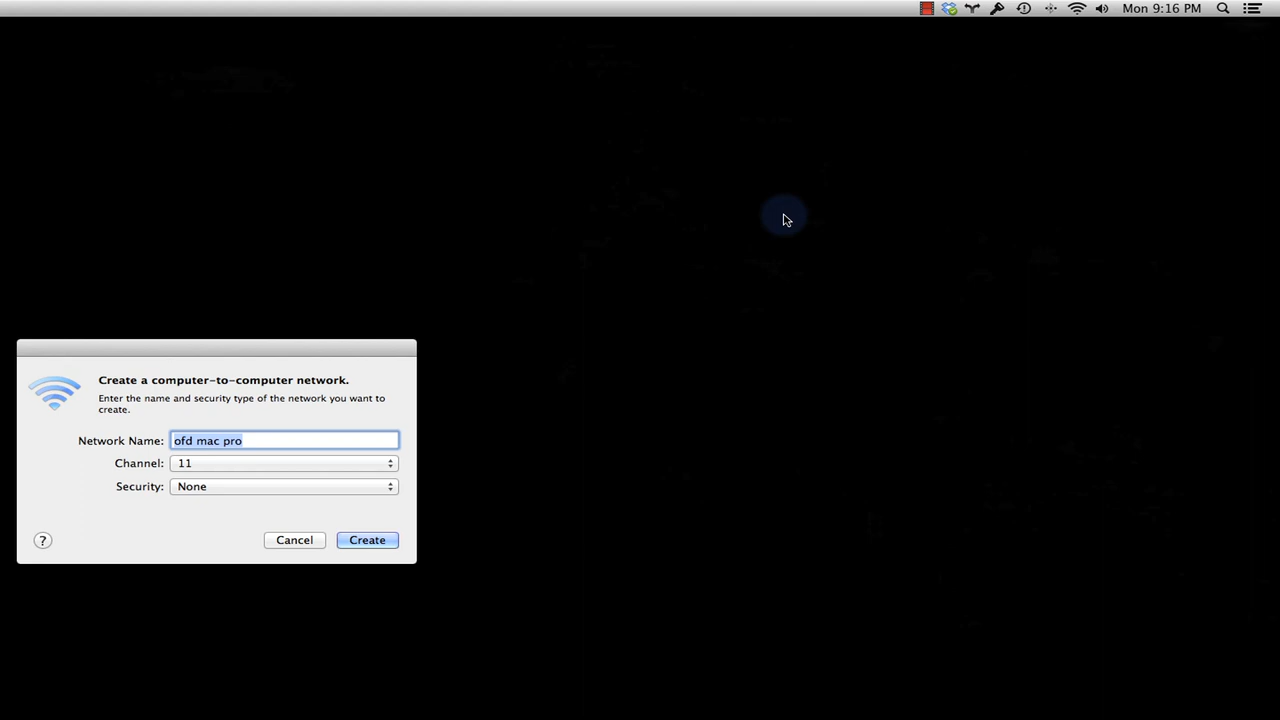 Mon 9:16 PM
Create a computer-to-computer network.
Enter the name and security type of the network you want to
create.
Network Name: ofd mac pro
Channel: 11
Security: None
? Cancel Create